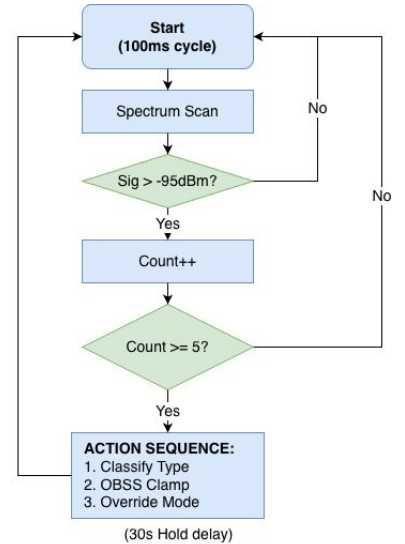 Start
(100ms cycle)
Spectrum Scan
No
Sig > -95dBm?
No
Yes
Count++
Count >= 5?
Yes
ACTION SEQUENCE:
1. Classify Type
2. OBSS Clamp
3. Override Mode
(30s Hold delay)